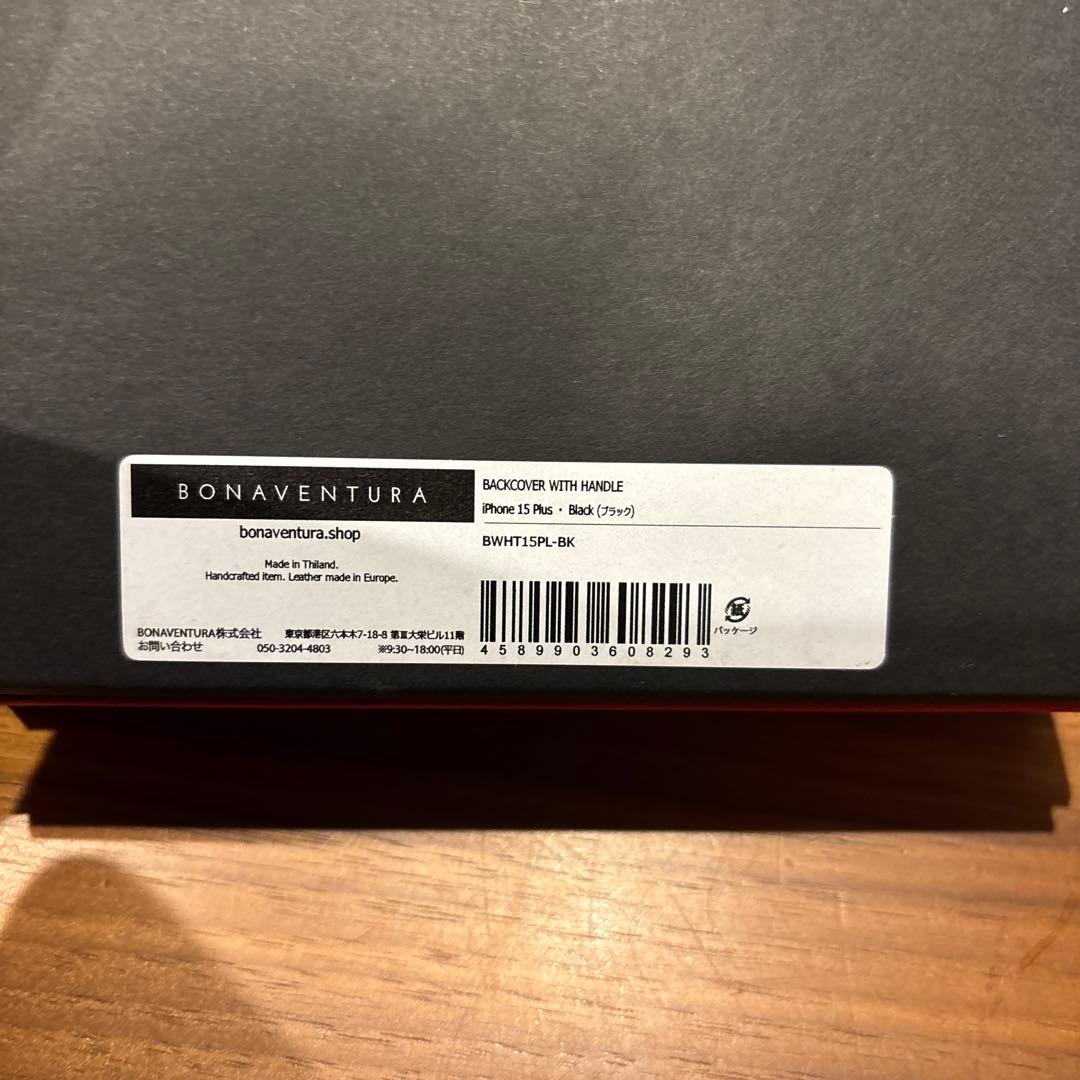 BONAVENTURA
bonaventura.shop
Made in Thiland.
Handcrafted item. Leather made in Europe.
BONAVENTURA株式会社 東京都港区六本木7-18-8 第Ⅲ大栄ビル11階
お問い合わせ 050-3204-4803 ※9:30~18:00(平日)
BACKCOVER WITH HANDLE
iPhone 15 Plus ・ Black (ブラック)
BWHT15PL-BK
4589903608293
紙
パッケージ